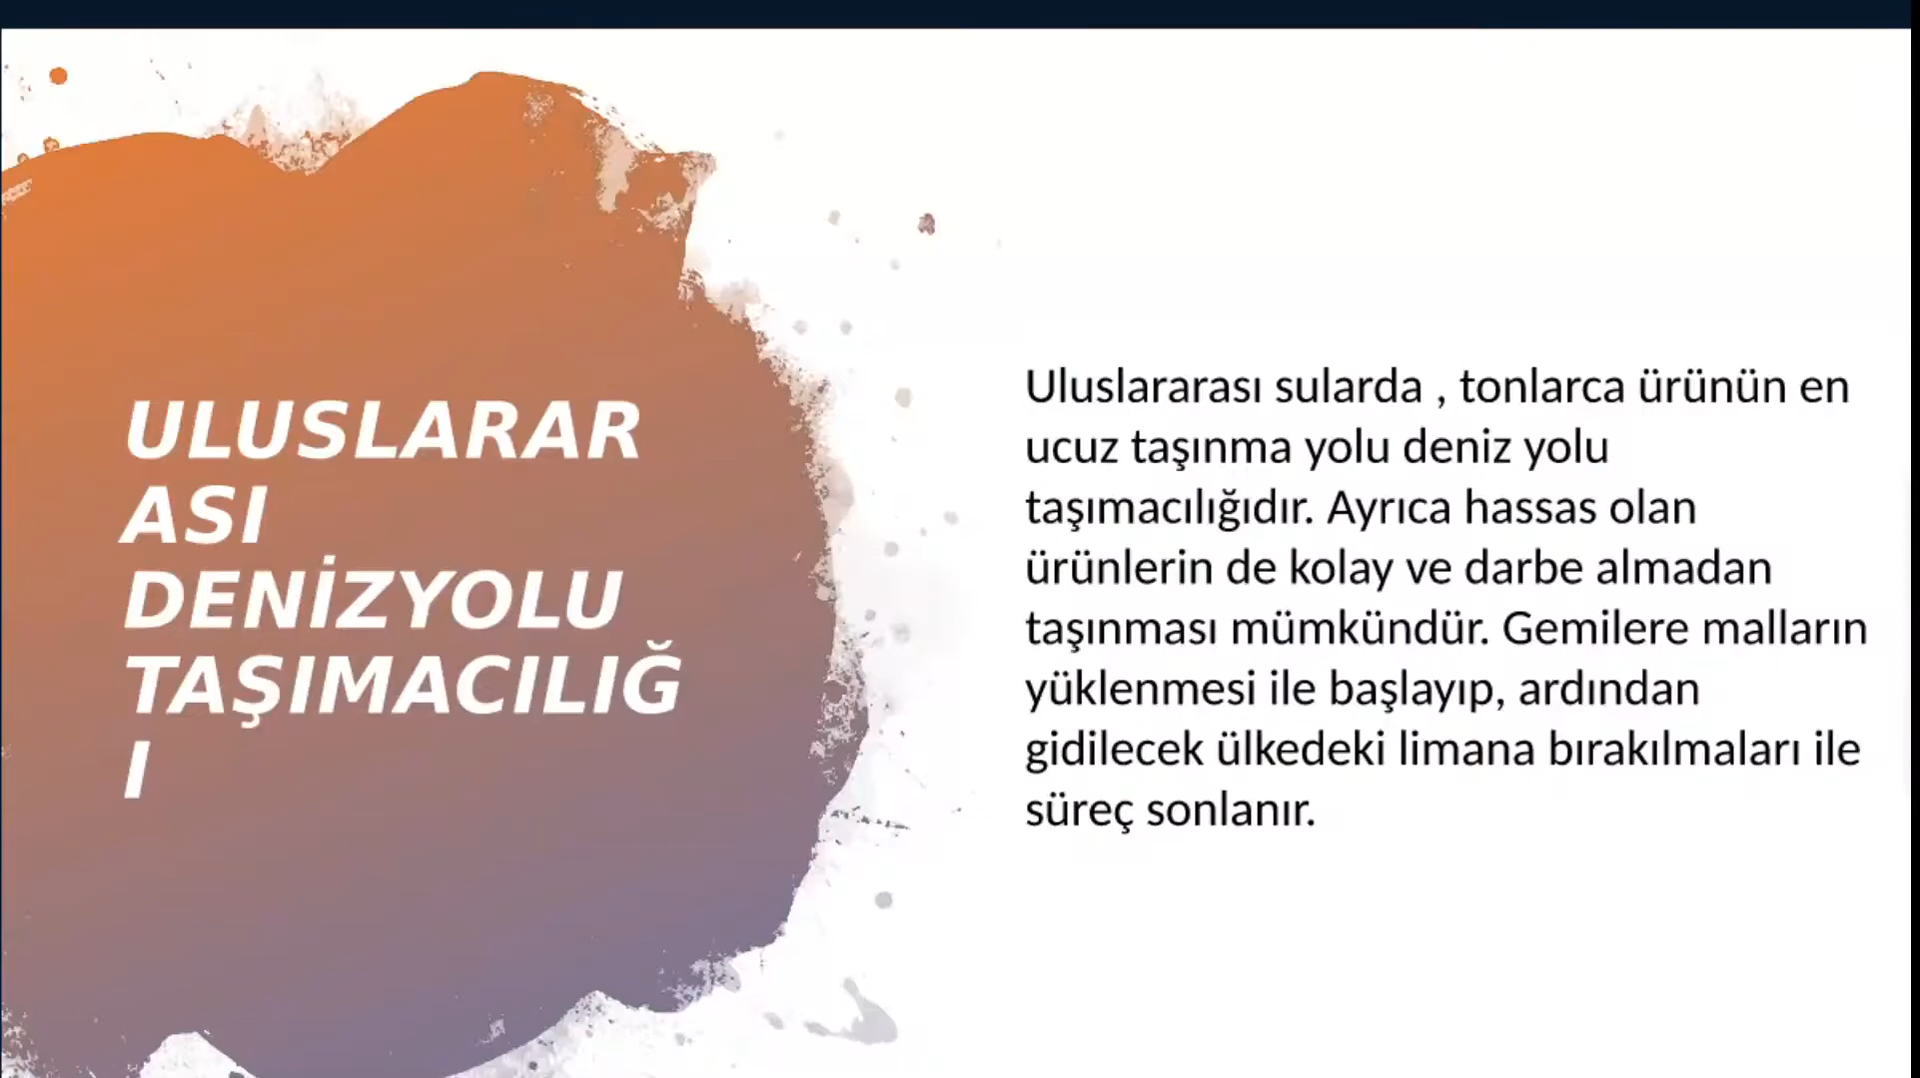 ULUSLARAR
ASI
DENİZYOLU
TAŞIMACILIĞ
I
Uluslararası sularda , tonlarca ürünün en
ucuz taşınma yolu deniz yolu
taşımacılığıdır. Ayrıca hassas olan
ürünlerin de kolay ve darbe almadan
taşınması mümkündür. Gemilere malların
yüklenmesi ile başlayıp, ardından
gidilecek ülkedeki limana bırakılmaları ile
süreç sonlanır.